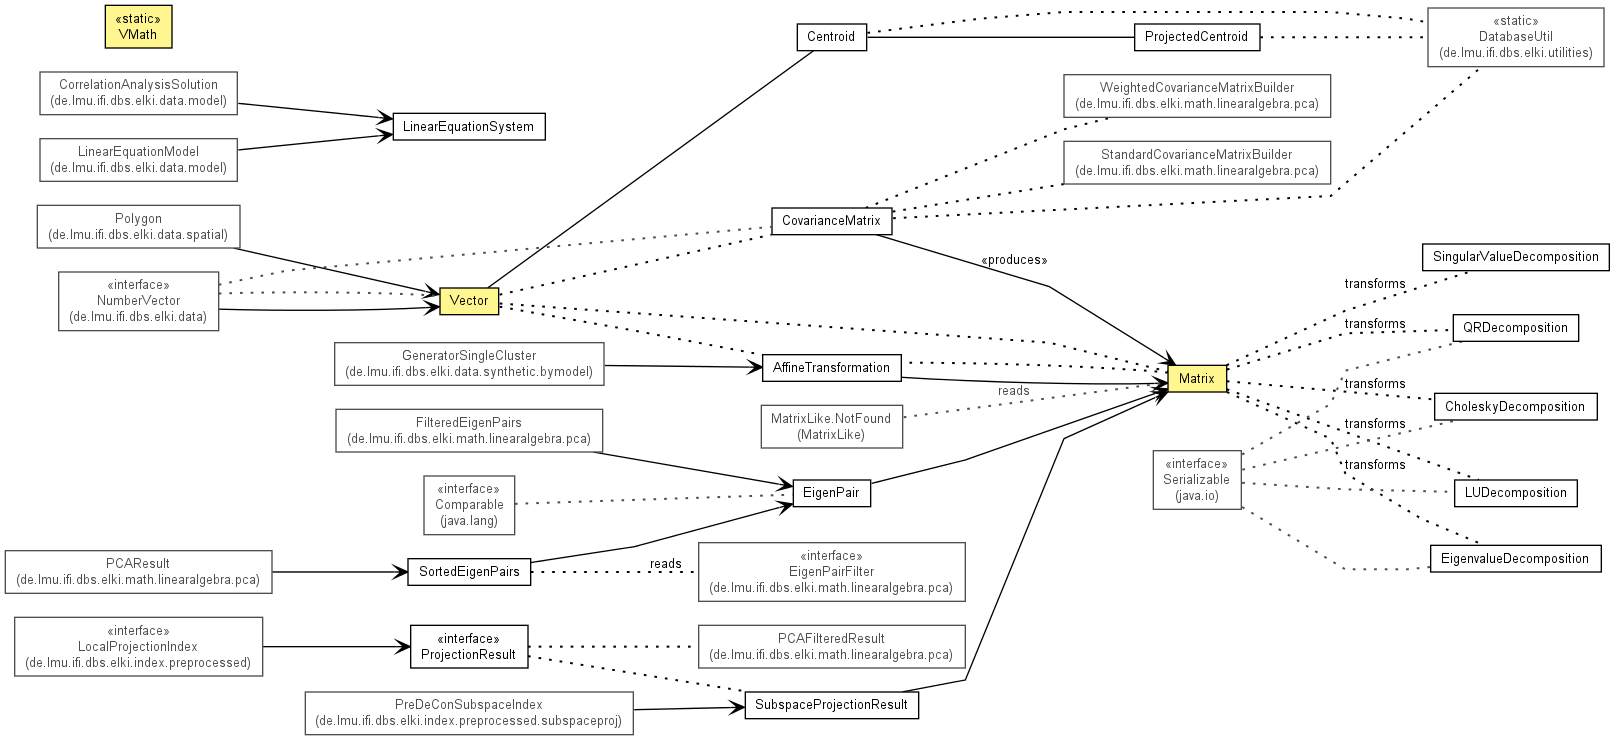 «static»
VMath
CorrelationAnalysisSolution
(de.lmu.ifi.dbs.elki.data.model)
LinearEquationModel
(de.lmu.ifi.dbs.elki.data.model)
LinearEquationSystem
Polygon
(de.lmu.ifi.dbs.elki.data.spatial)
«interface»
NumberVector
(de.lmu.ifi.dbs.elki.data)
Vector
Centroid
ProjectedCentroid
«static»
DatabaseUtil
(de.lmu.ifi.dbs.elki.utilities)
WeightedCovarianceMatrixBuilder
(de.lmu.ifi.dbs.elki.math.linearalgebra.pca)
StandardCovarianceMatrixBuilder
(de.lmu.ifi.dbs.elki.math.linearalgebra.pca)
CovarianceMatrix
«produces»
GeneratorSingleCluster
(de.lmu.ifi.dbs.elki.data.synthetic.bymodel)
AffineTransformation
reads
MatrixLike.NotFound
(MatrixLike)
Matrix
transforms
transforms
transforms
transforms
transforms
SingularValueDecomposition
QRDecomposition
CholeskyDecomposition
LUDecomposition
EigenvalueDecomposition
«interface»
Serializable
(java.io)
FilteredEigenPairs
(de.lmu.ifi.dbs.elki.math.linearalgebra.pca)
«interface»
Comparable
(java.lang)
EigenPair
PCAResult
(de.lmu.ifi.dbs.elki.math.linearalgebra.pca)
SortedEigenPairs
reads
«interface»
EigenPairFilter
(de.lmu.ifi.dbs.elki.math.linearalgebra.pca)
«interface»
LocalProjectionIndex
(de.lmu.ifi.dbs.elki.index.preprocessed)
«interface»
ProjectionResult
PCAFilteredResult
(de.lmu.ifi.dbs.elki.math.linearalgebra.pca)
PreDeConSubspaceIndex
(de.lmu.ifi.dbs.elki.index.preprocessed.subspaceproj)
SubspaceProjectionResult